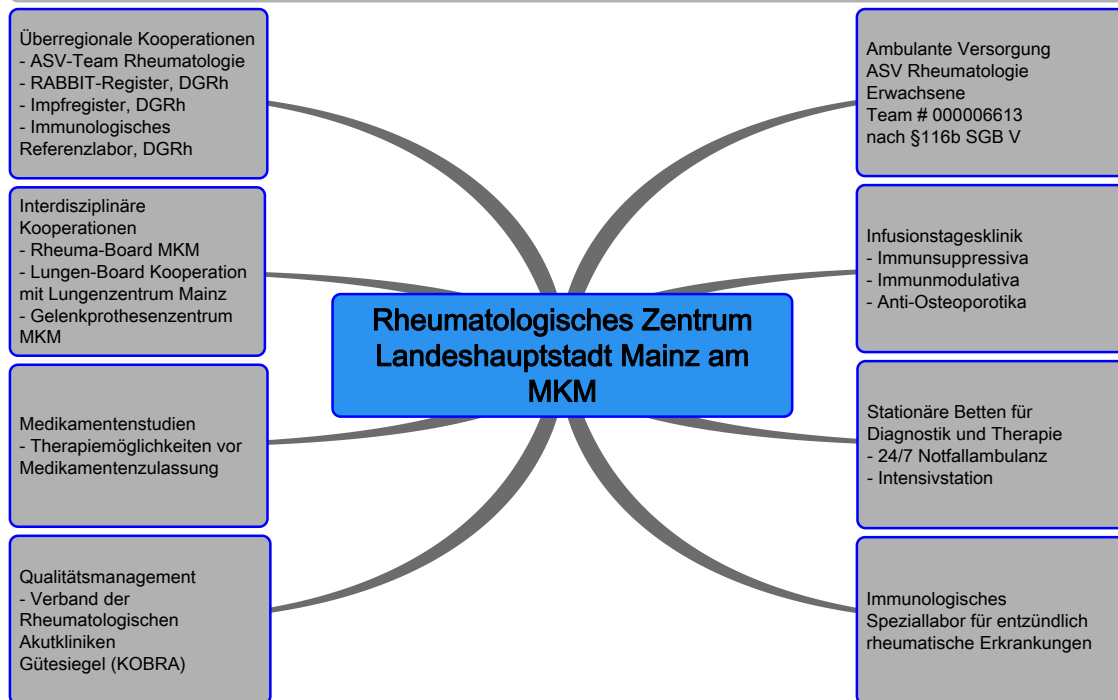 Überregionale Kooperationen
- ASV-Team Rheumatologie
- RABBIT-Register, DGRh
- Impfregister, DGRh
- Immunologisches
Referenzlabor, DGRh
Interdisziplinäre
Kooperationen
- Rheuma-Board MKM
- Lungen-Board Kooperation
mit Lungenzentrum Mainz
- Gelenkprothesenzentrum
MKM
Medikamentenstudien
- Therapiemöglichkeiten vor
Medikamentenzulassung
Qualitätsmanagement
- Verband der
Rheumatologischen
Akutkliniken
Gütesiegel (KOBRA)
Rheumatologisches Zentrum
Landeshauptstadt Mainz am
MKM
Ambulante Versorgung
ASV Rheumatologie
Erwachsene
Team # 000006613
nach §116b SGB V
Infusionstagesklinik
- Immunsuppressiva
- Immunmodulativa
- Anti-Osteoporotika
Stationäre Betten für
Diagnostik und Therapie
- 24/7 Notfallambulanz
- Intensivstation
Immunologisches
Speziallabor für entzündlich
rheumatische Erkrankungen